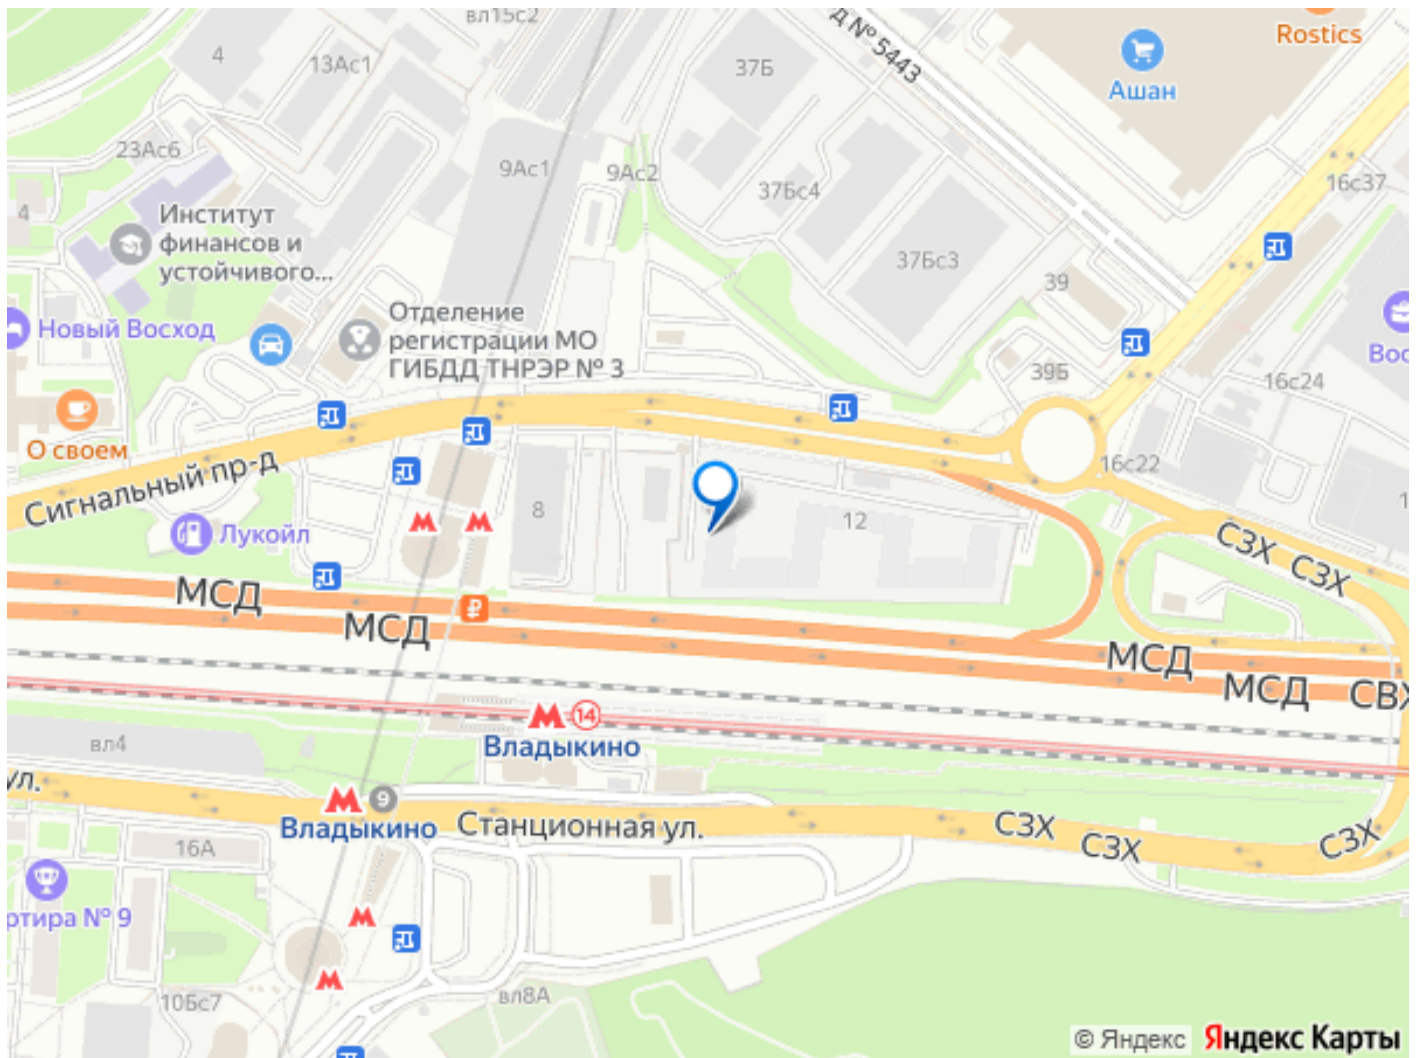 вл15с2
д № 5443
Rostics
4
13Ас1
37Б
Ашан
23Ас6
9Ас1
9Ас2
37Бс4
16с37
4
Институт
финансов и
устойчивого...
37Бс3
39
Новый Восход
Отделение
регистрации МО
ГИБДД ТНРЭР № 3
Вос
39Б
16с24
О своем
16с22
Сигнальный пр-д
8
12
1
Лукойл
СЗХ
СЗХ
МСД
МСД
МСД
МСД
СВХ
14
Владыкино
вл4
ул.
9
Владыкино
Станционная ул.
СЗХ
СЗХ
СЗХ
16А
ртира № 9
10Бс7
вл8А
© Яндекс Яндекс Карты